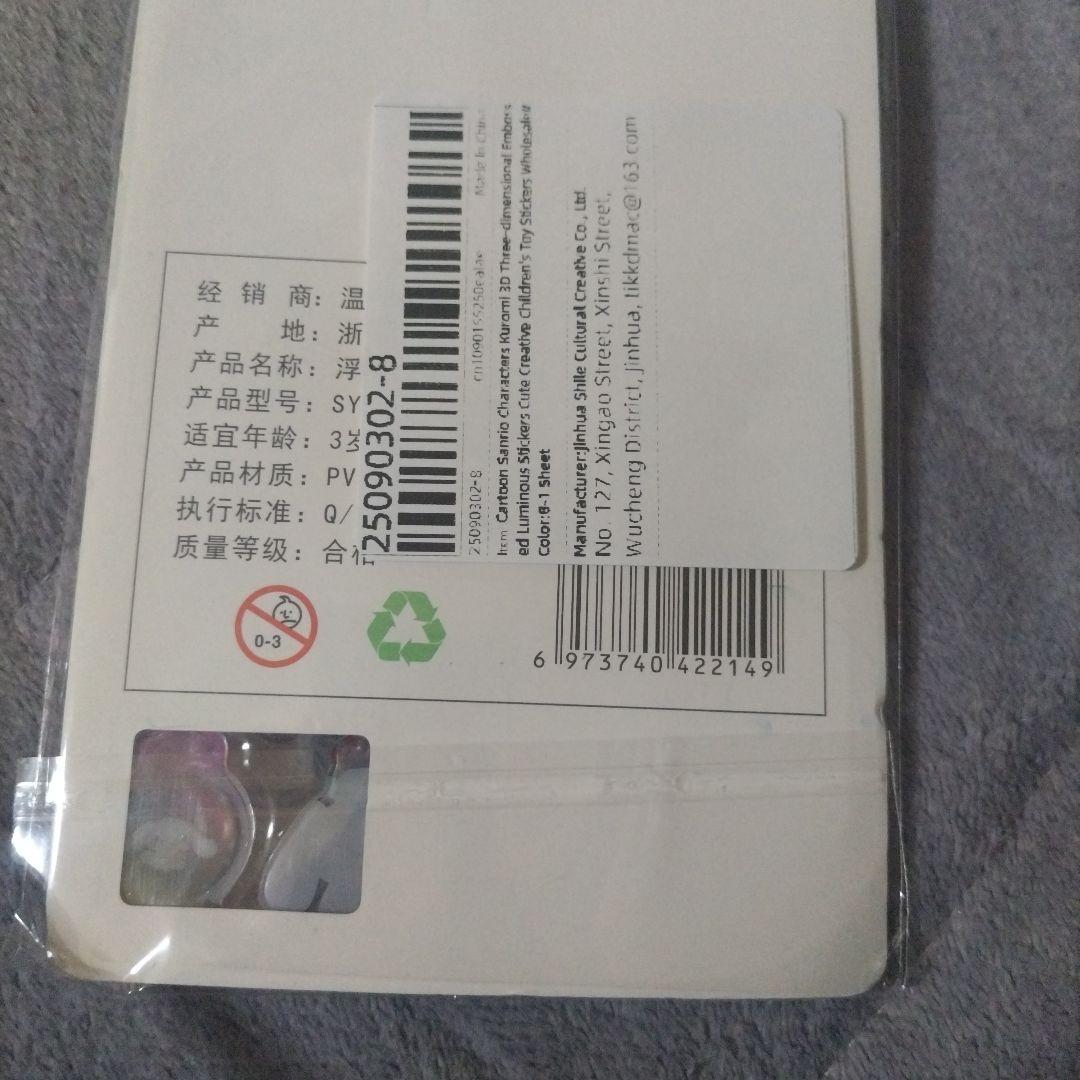 经 销 商：温
产 地：浙
产品名称：浮
产品型号：SY
适宜年龄：3岁
产品材质：PV
执行标准：Q/
质量等级：合
0-3
6 973740 422149
25090302-8
25090302-8 Made In China
Item Cartoon Sanrio Characters Kuromi 3D Three-dimensional Emboss
ed Luminous Stickers Cute Creative Children's Toy Stickers Wholesale
Color:8-1 Sheet
Manufacturer:Jinhua Shile Cultural Creative Co., Ltd.
No. 127, Xingao Street, Xinshi Street,
Wucheng District, Jinhua, tikkdmac@163.com